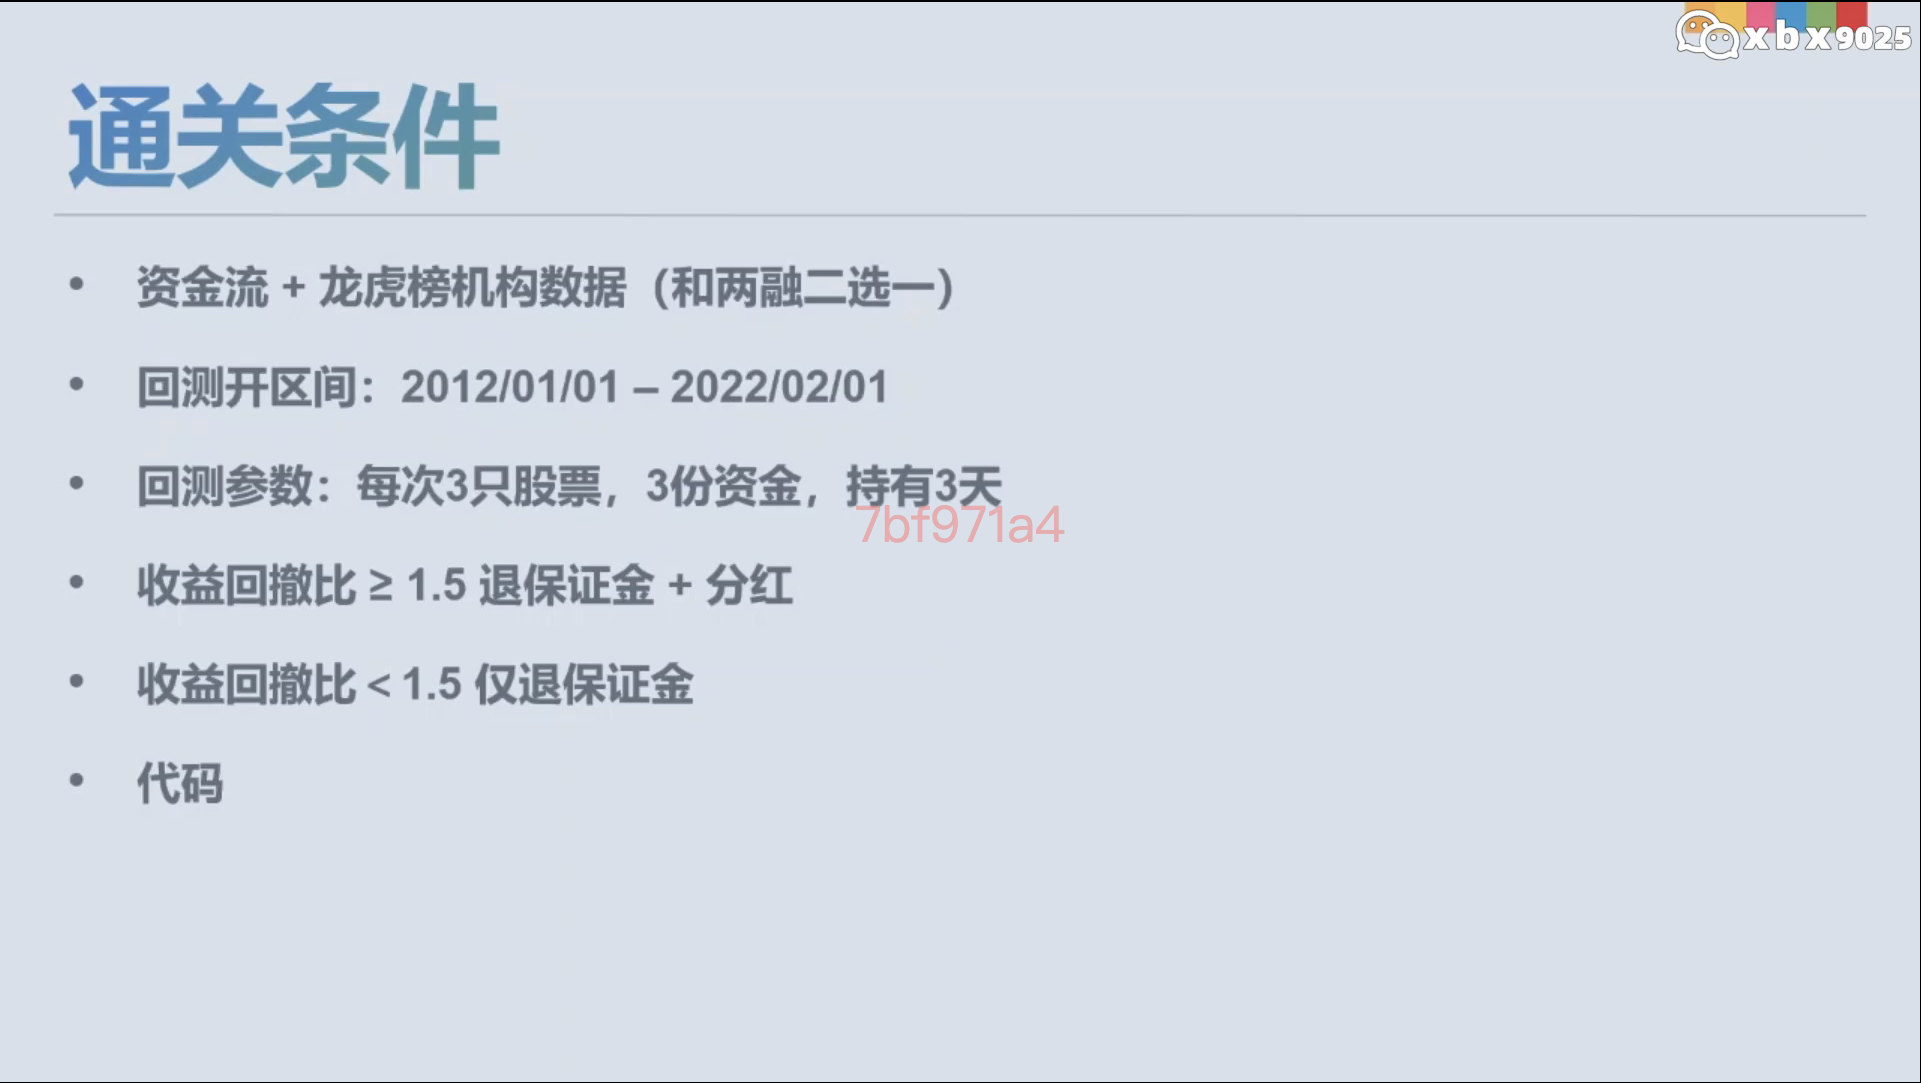 xbx9025
通关条件
• 资金流 + 龙虎榜机构数据（和两融二选一）
• 回测开区间：2012/01/01 – 2022/02/01
• 回测参数：每次3只股票，3份资金，持有3天
7bf971a4
• 收益回撤比 ≥ 1.5 退保证金 + 分红
• 收益回撤比 < 1.5 仅退保证金
• 代码